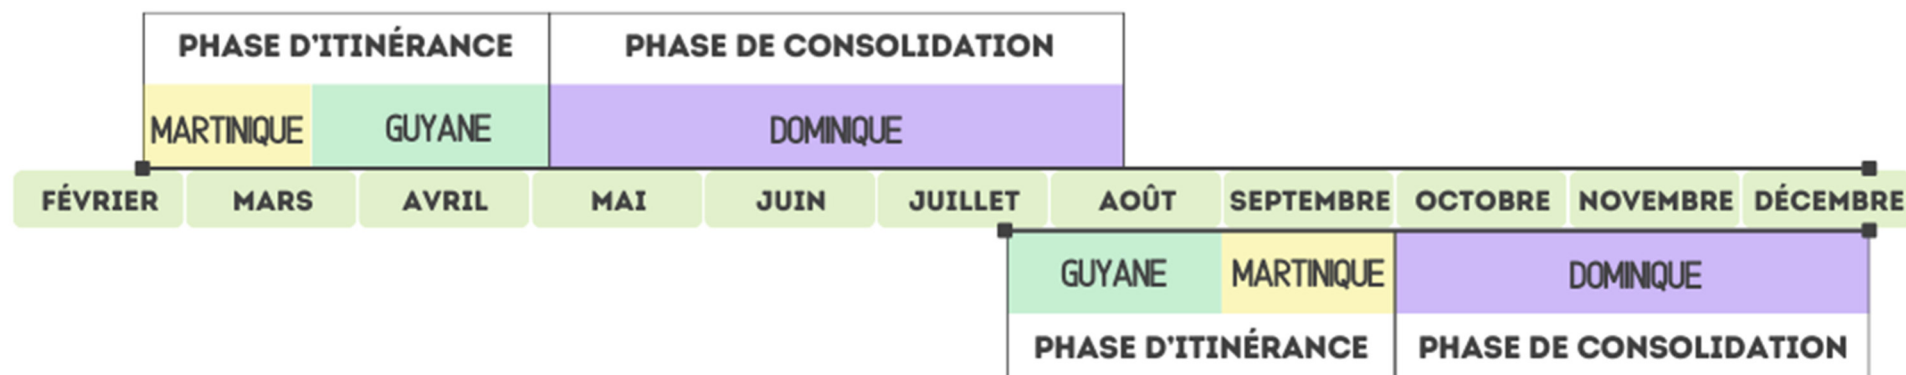 PHASE D'ITINÉRANCE PHASE DE CONSOLIDATION
MARTINIQUE GUYANE DOMINIQUE
FÉVRIER MARS AVRIL MAI JUIN JUILLET AOÛT SEPTEMBRE OCTOBRE NOVEMBRE DÉCEMBRE
GUYANE MARTINIQUE DOMINIQUE
PHASE D'ITINÉRANCE PHASE DE CONSOLIDATION